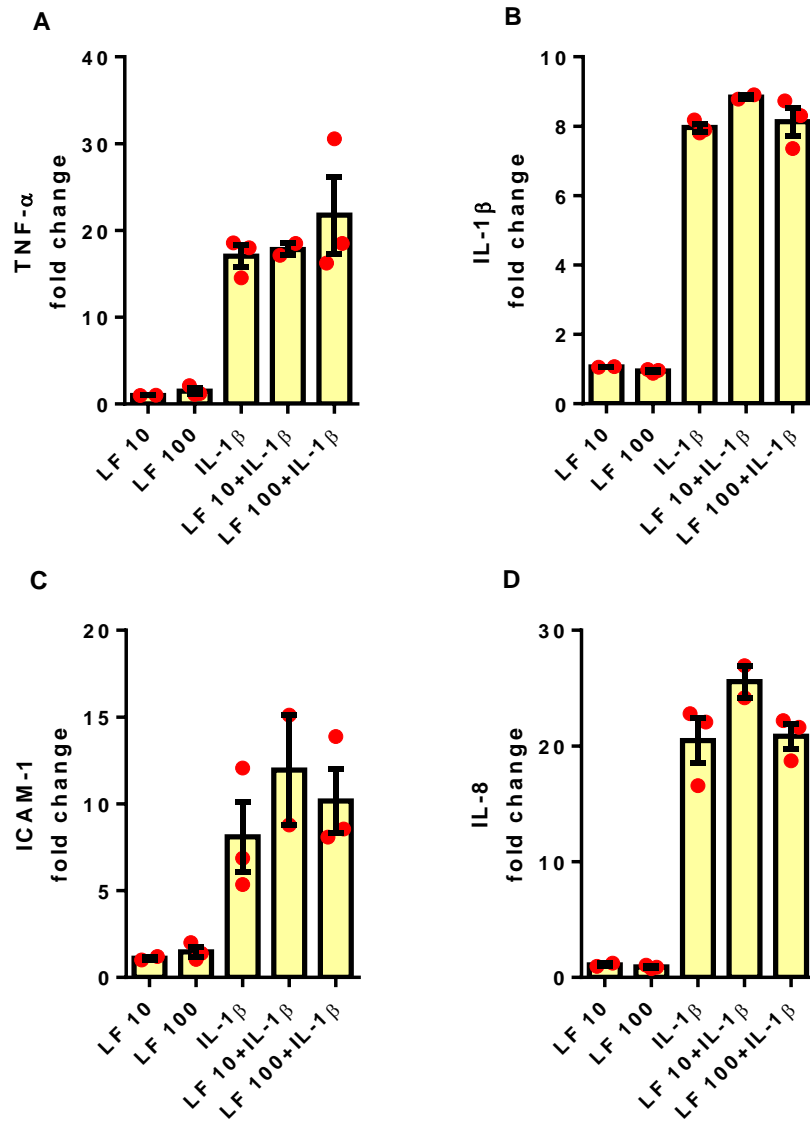 A
TNF-α
fold change
40
30
20
10
0
LF 10
LF 100
IL-1β
LF 10+IL-1β
LF 100+IL-1β
B
IL-1β
fold change
10
8
6
4
2
0
LF 10
LF 100
IL-1β
LF 10+IL-1β
LF 100+IL-1β
C
ICAM-1
fold change
20
15
10
5
0
LF 10
LF 100
IL-1β
LF 10+IL-1β
LF 100+IL-1β
D
IL-8
fold change
30
20
10
0
LF 10
LF 100
IL-1β
LF 10+IL-1β
LF 100+IL-1β